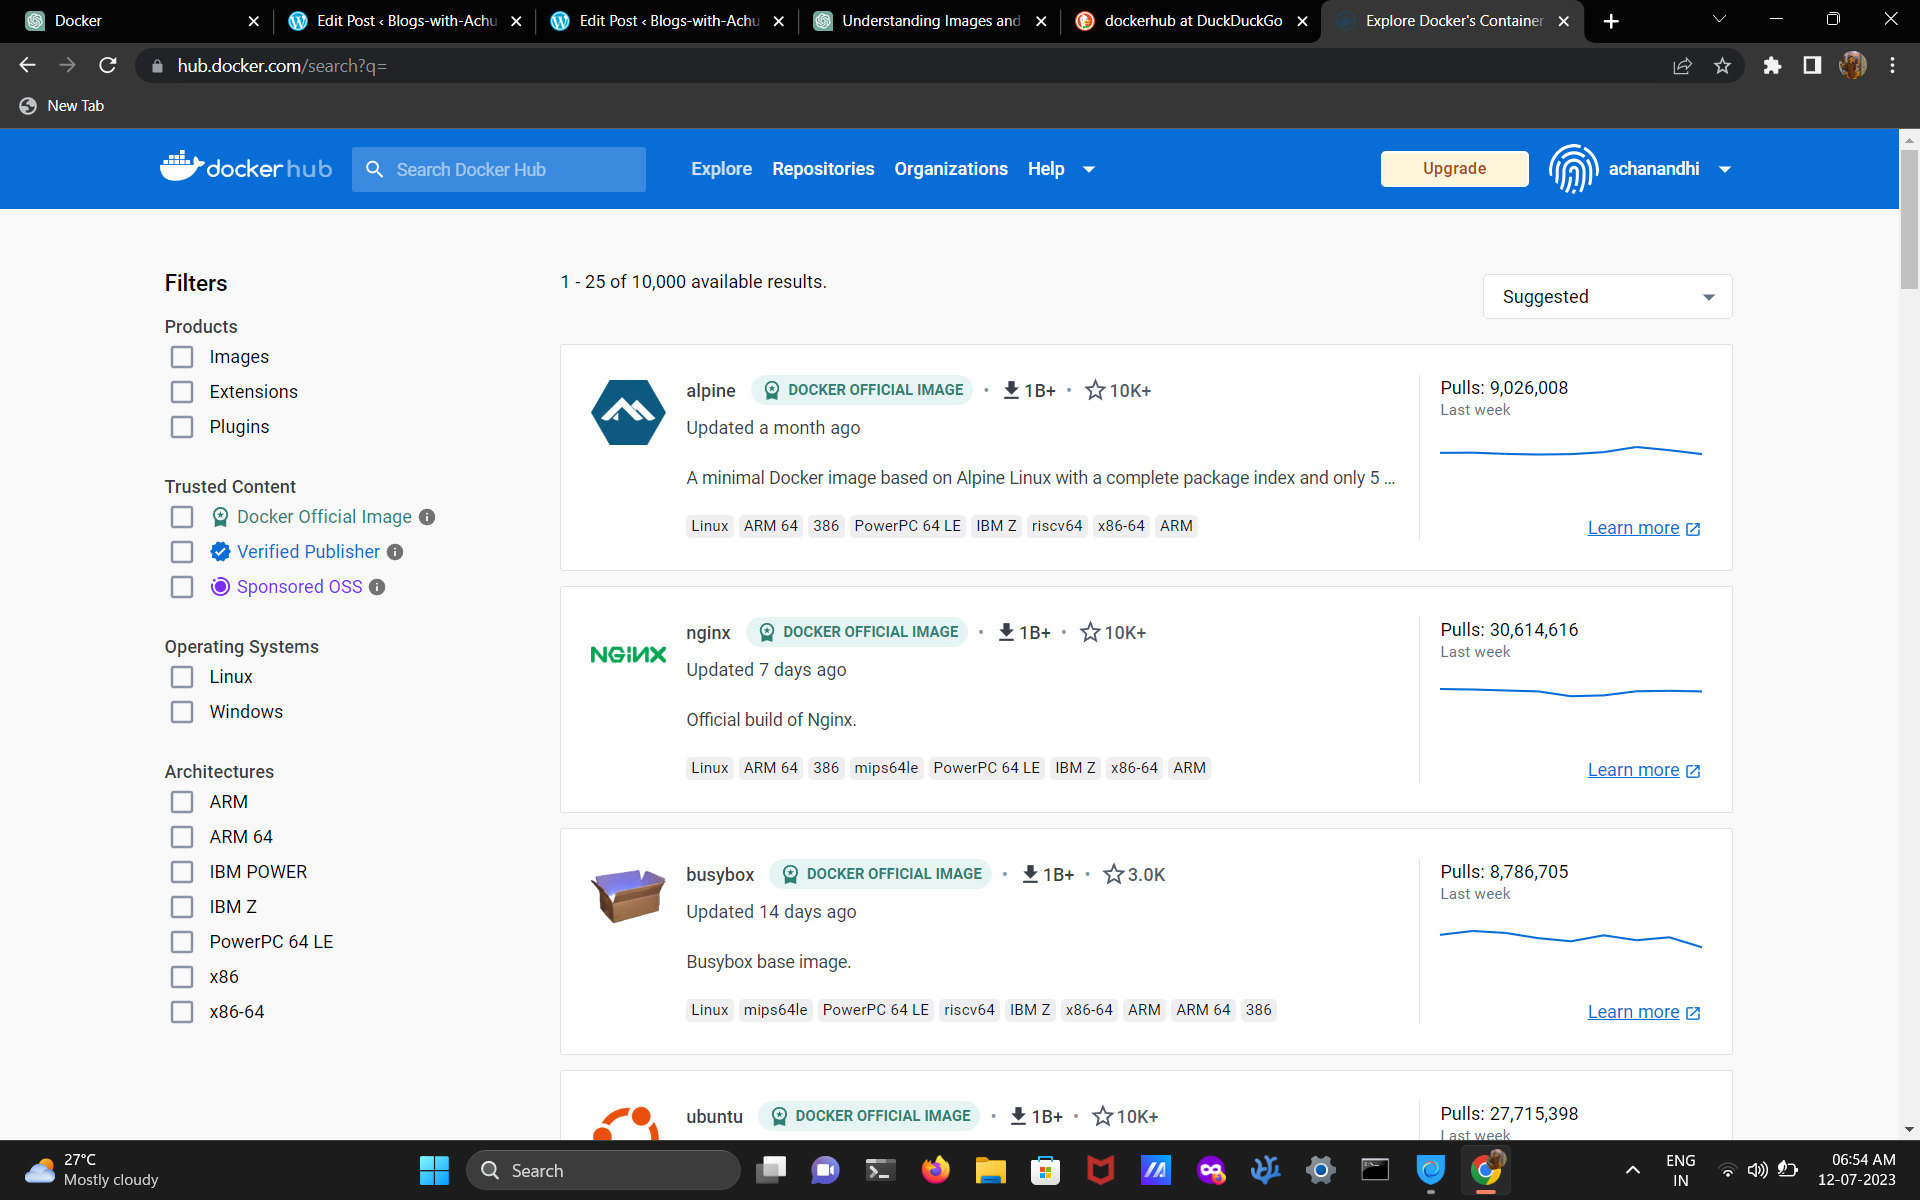 Docker
Edit Post ‹ Blogs-with-Achu
Edit Post ‹ Blogs-with-Achu
Understanding Images and
dockerhub at DuckDuckGo
Explore Docker's Container
hub.docker.com/search?q=
New Tab
docker hub
Search Docker Hub
Explore
Repositories
Organizations
Help
Upgrade
achanandhi
Filters
Products
Images
Extensions
Plugins
Trusted Content
Docker Official Image
Verified Publisher
Sponsored OSS
Operating Systems
Linux
Windows
Architectures
ARM
ARM 64
IBM POWER
IBM Z
PowerPC 64 LE
x86
x86-64
1 - 25 of 10,000 available results.
Suggested
alpine DOCKER OFFICIAL IMAGE • 1B+ • 10K+
Updated a month ago
A minimal Docker image based on Alpine Linux with a complete package index and only 5 ...
Linux ARM 64 386 PowerPC 64 LE IBM Z riscv64 x86-64 ARM
Pulls: 9,026,008
Last week
Learn more
NGINX
nginx DOCKER OFFICIAL IMAGE • 1B+ • 10K+
Updated 7 days ago
Official build of Nginx.
Linux ARM 64 386 mips64le PowerPC 64 LE IBM Z x86-64 ARM
Pulls: 30,614,616
Last week
Learn more
busybox DOCKER OFFICIAL IMAGE • 1B+ • 3.0K
Updated 14 days ago
Busybox base image.
Linux mips64le PowerPC 64 LE riscv64 IBM Z x86-64 ARM ARM 64 386
Pulls: 8,786,705
Last week
Learn more
ubuntu DOCKER OFFICIAL IMAGE • 1B+ • 10K+
Pulls: 27,715,398
Last week
27°C
Mostly cloudy
Search
ENG
IN
06:54 AM
12-07-2023